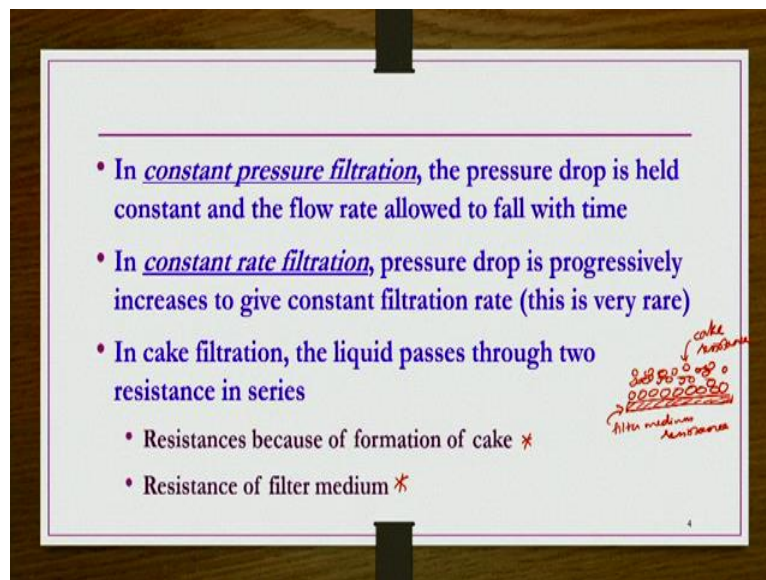 • In constant pressure filtration, the pressure drop is held
constant and the flow rate allowed to fall with time
• In constant rate filtration, pressure drop is progressively
increases to give constant filtration rate (this is very rare)
• In cake filtration, the liquid passes through two
resistance in series
cake
resistance
filter medium
resistance
• Resistances because of formation of cake *
• Resistance of filter medium *
4